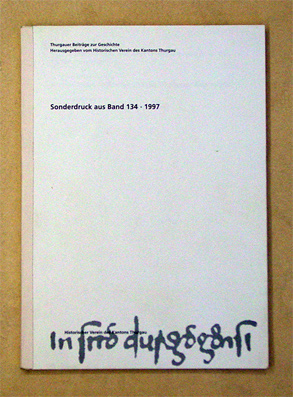 Thurgauer Beiträge zur Geschichte
Herausgegeben vom Historischen Verein des Kantons Thurgau
Sonderdruck aus Band 134 · 1997
Historischer Verein des Kantons Thurgau
In